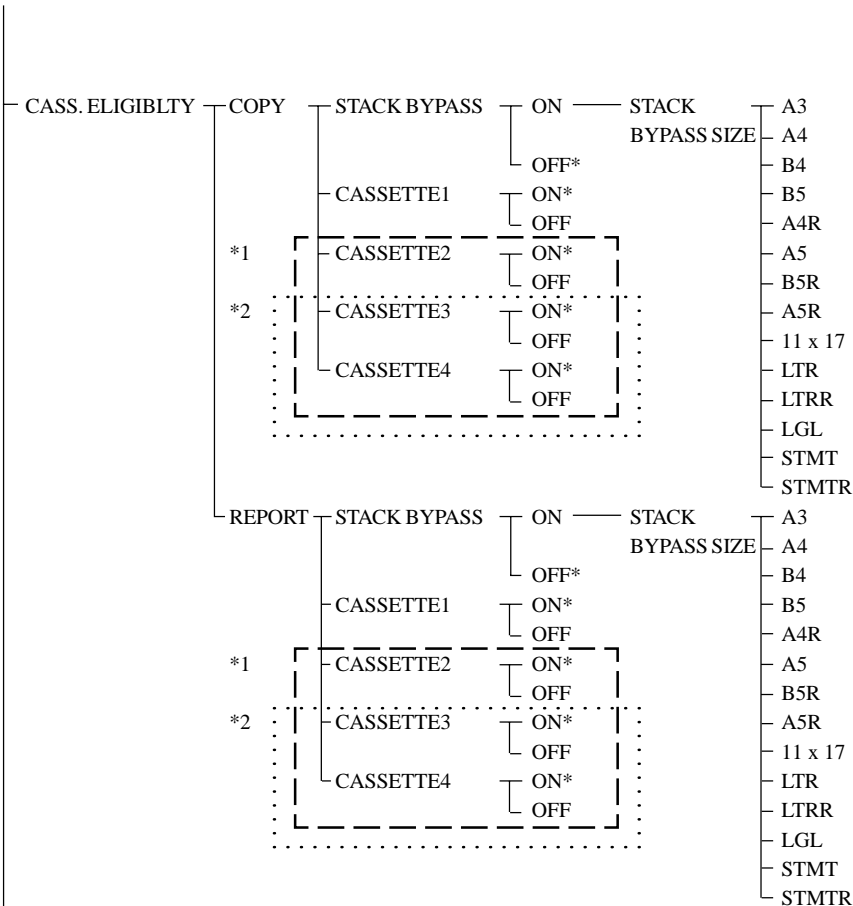 CASS. ELIGIBLTY COPY STACK BYPASS ON STACK A3
BYPASS SIZE A4
OFF* B4
CASSETTE1 ON* B5
OFF A4R
*1 CASSETTE2 ON* A5
OFF B5R
*2 CASSETTE3 ON* A5R
OFF 11 x 17
CASSETTE4 ON* LTR
OFF LTRR
LGL
STMT
STMTR
REPORT STACK BYPASS ON STACK A3
BYPASS SIZE A4
OFF* B4
CASSETTE1 ON* B5
OFF A4R
*1 CASSETTE2 ON* A5
OFF B5R
*2 CASSETTE3 ON* A5R
OFF 11 x 17
CASSETTE4 ON* LTR
OFF LTRR
LGL
STMT
STMTR